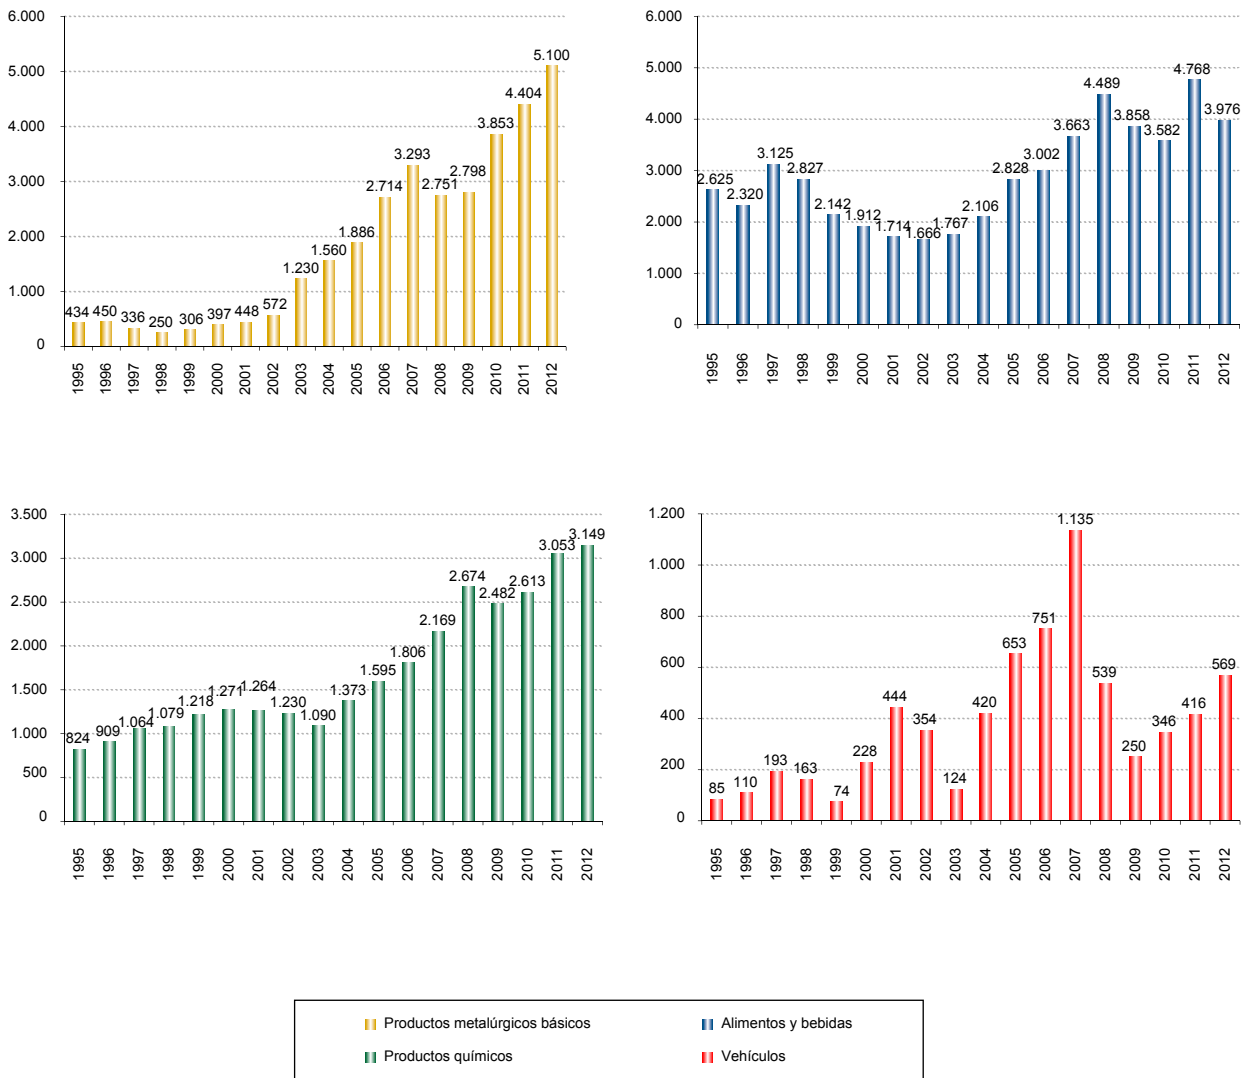 6.000
5.000
4.000
3.000
2.000
1.000
0
434 450 336 250 306 397 448 572 1.230 1.560 1.886 2.714 3.293 2.751 2.798 3.853 4.404 5.100
1995 1996 1997 1998 1999 2000 2001 2002 2003 2004 2005 2006 2007 2008 2009 2010 2011 2012
6.000
5.000
4.000
3.000
2.000
1.000
0
2.625 2.320 3.125 2.827 2.142 1.912 1.714 1.666 1.767 2.106 2.828 3.002 3.663 4.489 3.858 3.582 4.768 3.976
1995 1996 1997 1998 1999 2000 2001 2002 2003 2004 2005 2006 2007 2008 2009 2010 2011 2012
3.500
3.000
2.500
2.000
1.500
1.000
500
0
824 909 1.064 1.079 1.218 1.271 1.264 1.230 1.090 1.373 1.595 1.806 2.169 2.674 2.482 2.613 3.053 3.149
1995 1996 1997 1998 1999 2000 2001 2002 2003 2004 2005 2006 2007 2008 2009 2010 2011 2012
1.200
1.000
800
600
400
200
0
85 110 193 163 74 228 444 354 124 420 653 751 1.135 539 250 346 416 569
1995 1996 1997 1998 1999 2000 2001 2002 2003 2004 2005 2006 2007 2008 2009 2010 2011 2012
Productos metalúrgicos básicos
Alimentos y bebidas
Productos químicos
Vehículos